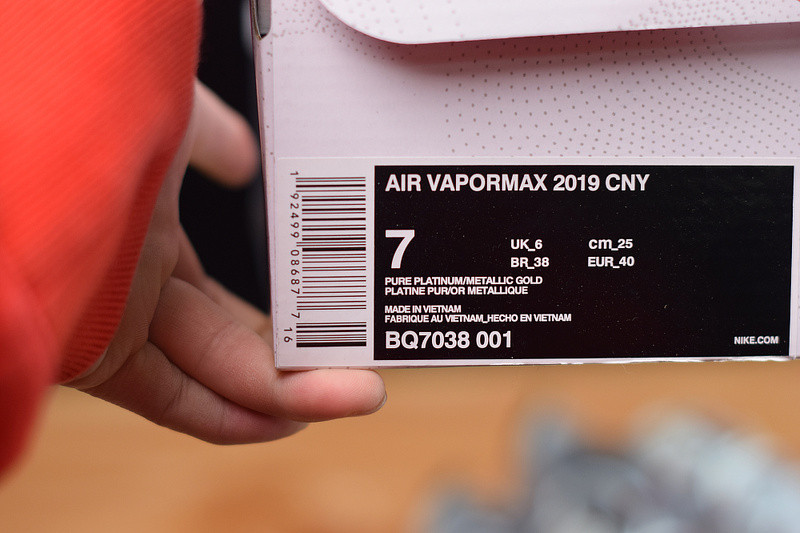 AIR VAPORMAX 2019 CNY
7
UK_6 cm_25
BR_38 EUR_40
PURE PLATINUM/METALLIC GOLD
PLATINE PUR/OR METALLIQUE
MADE IN VIETNAM
FABRIQUE AU VIETNAM_HECHO EN VIETNAM
BQ7038 001
NIKE.COM
1 92499 08687 7 16